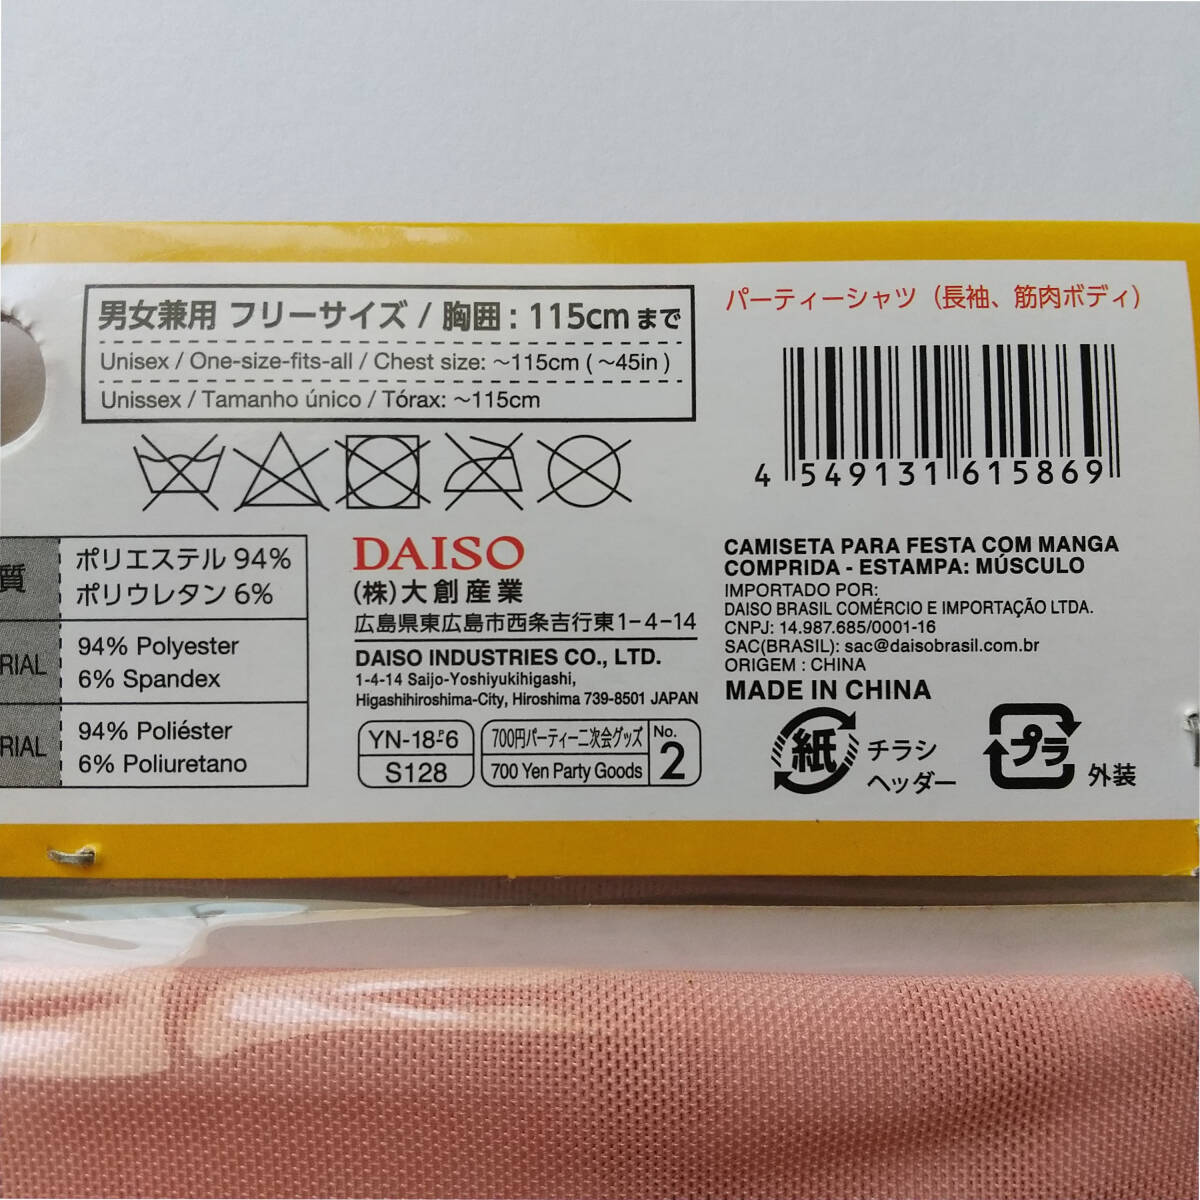 男女兼用 フリーサイズ / 胸囲 : 115cmまで
Unisex / One-size-fits-all / Chest size: ～115cm ( ～45in )
Unissex / Tamanho único / Tórax: ～115cm
パーティーシャツ（長袖、筋肉ボディ）
4 549131 615869
質
ポリエステル 94%
ポリウレタン 6%
RIAL
94% Polyester
6% Spandex
RIAL
94% Poliéster
6% Poliuretano
DAISO
(株)大創産業
広島県東広島市西条吉行東1-4-14
DAISO INDUSTRIES CO., LTD.
1-4-14 Saijo-Yoshiyukihigashi,
Higashihiroshima-City, Hiroshima 739-8501 JAPAN
YN-18-P6
S128
700円パーティー二次会グッズ
700 Yen Party Goods
No.
2
CAMISETA PARA FESTA COM MANGA
COMPRIDA - ESTAMPA: MÚSCULO
IMPORTADO POR:
DAISO BRASIL COMÉRCIO E IMPORTAÇÃO LTDA.
CNPJ: 14.987.685/0001-16
SAC(BRASIL): sac@daisobrasil.com.br
ORIGEM : CHINA
MADE IN CHINA
紙
チラシ
ヘッダー
プラ
外装